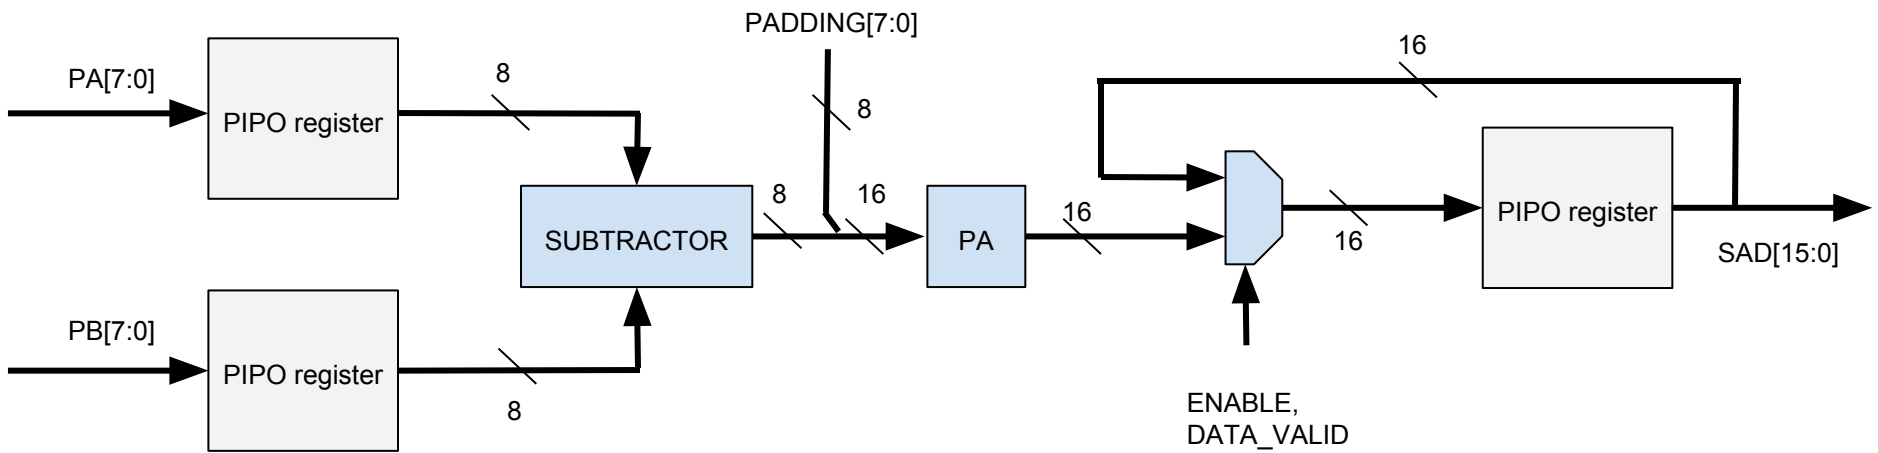 PADDING[7:0]
PA[7:0]
PIPO register
8
8
16
SUBTRACTOR
8
16
PA
16
16
PIPO register
SAD[15:0]
PB[7:0]
PIPO register
8
ENABLE,
DATA_VALID